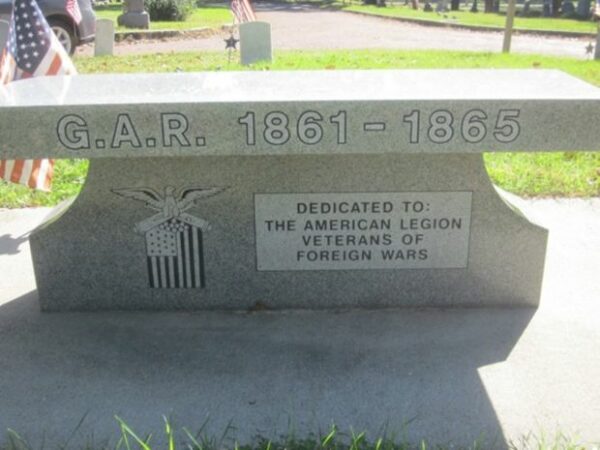 G.A.R. 1861-1865
DEDICATED TO:
THE AMERICAN LEGION
VETERANS OF
FOREIGN WARS